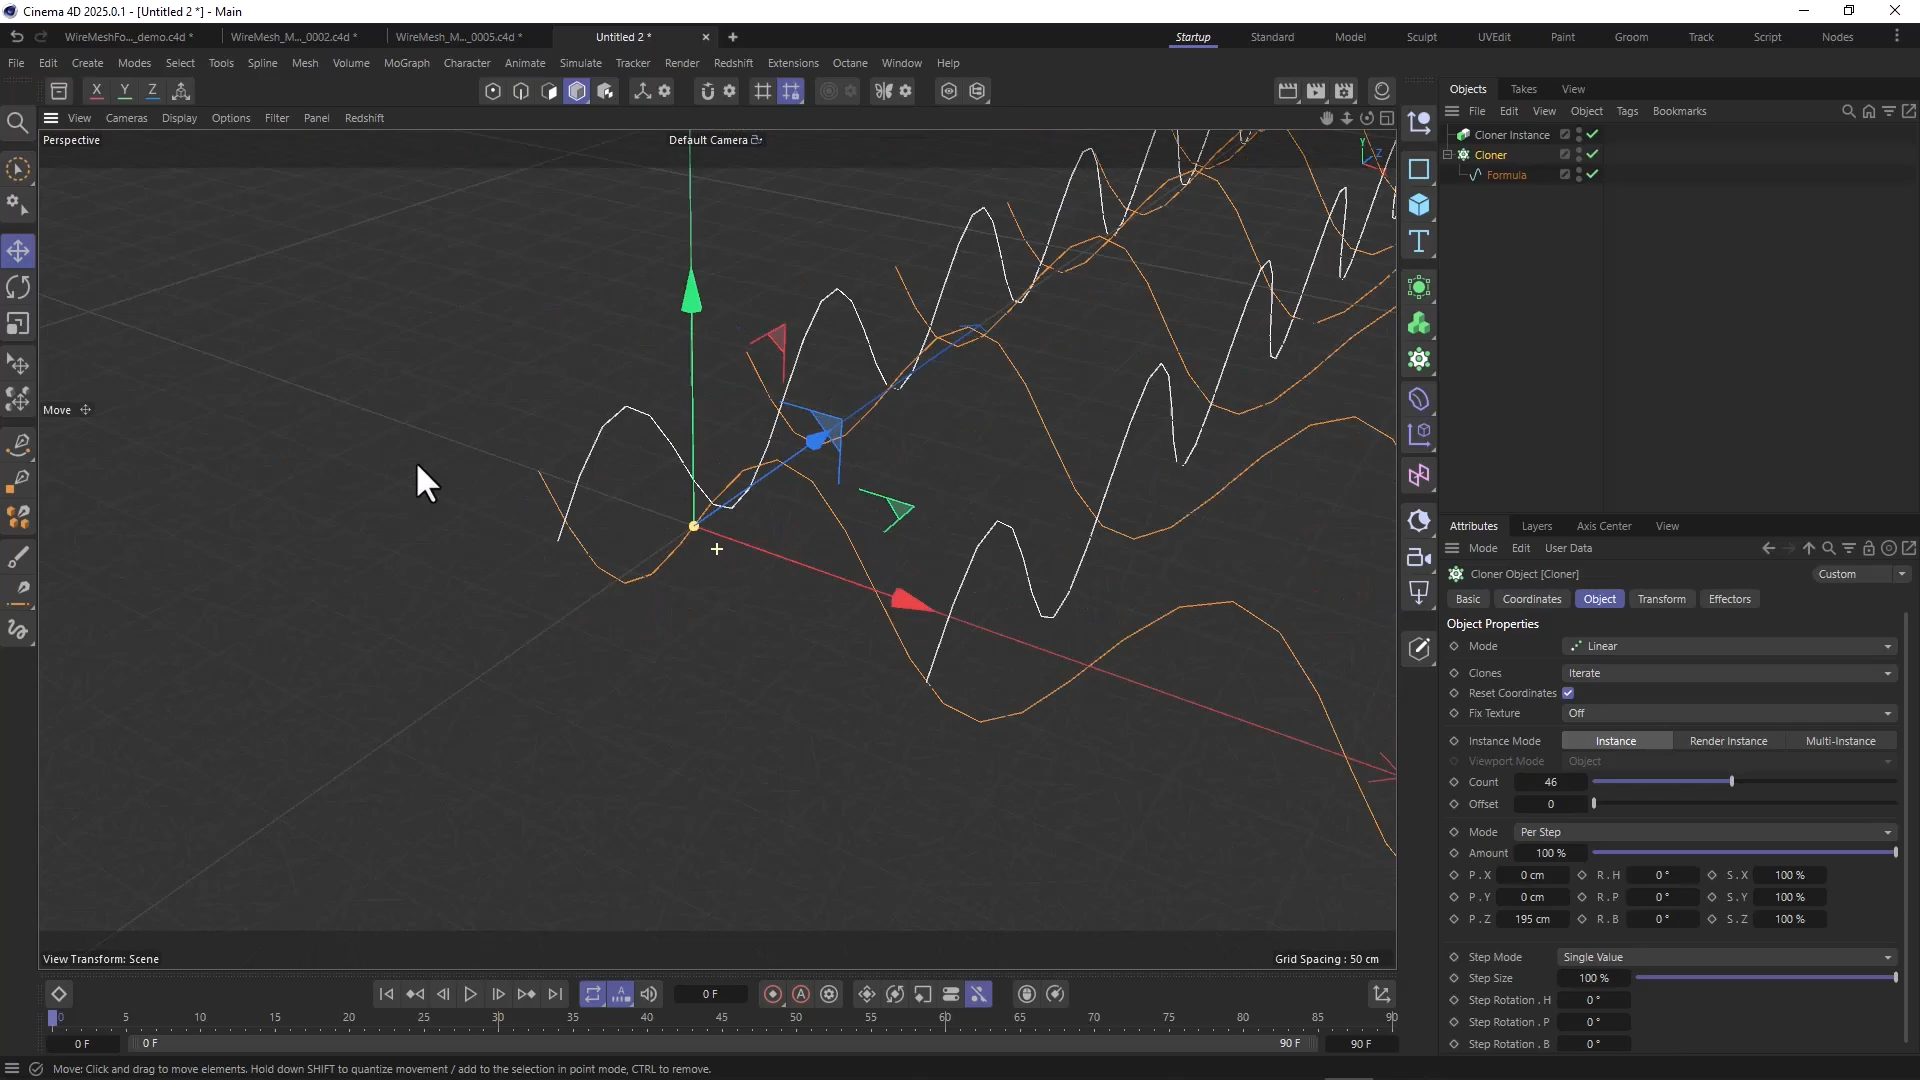 Cinema 4D 2025.0.1 - [Untitled 2 *] - Main
WireMeshFo..._demo.c4d *
WireMesh_M..._0002.c4d *
WireMesh_M..._0005.c4d *
Untitled 2 *
Startup
Standard
Model
Sculpt
UVEdit
Paint
Groom
Track
Script
Nodes
File Edit Create Modes Select Tools Spline Mesh Volume MoGraph Character Animate Simulate Tracker Render Redshift Extensions Octane Window Help
X Y Z
Objects Takes View
View Cameras Display Options Filter Panel Redshift
File Edit View Object Tags Bookmarks
Perspective
Default Camera
Y
Z
Cloner Instance
Cloner
Formula
Move
Attributes Layers Axis Center View
Mode Edit User Data
Cloner Object [Cloner]
Custom
Basic Coordinates Object Transform Effectors
Object Properties
Mode Linear
Clones Iterate
Reset Coordinates
Fix Texture Off
Instance Mode Instance Render Instance Multi-Instance
Viewport Mode Object
Count 46
Offset 0
Mode Per Step
Amount 100 %
P . X 0 cm R . H 0 ° S . X 100 %
P . Y 0 cm R . P 0 ° S . Y 100 %
P . Z 195 cm R . B 0 ° S . Z 100 %
Step Mode Single Value
Step Size 100 %
Step Rotation . H 0 °
Step Rotation . P 0 °
Step Rotation . B 0 °
View Transform: Scene
Grid Spacing : 50 cm
0 F
0 5 10 15 20 25 30 35 40 45 50 55 60 65 70 75 80 85 90
0 F 0 F 90 F 90 F
Move: Click and drag to move elements. Hold down SHIFT to quantize movement / add to the selection in point mode, CTRL to remove.